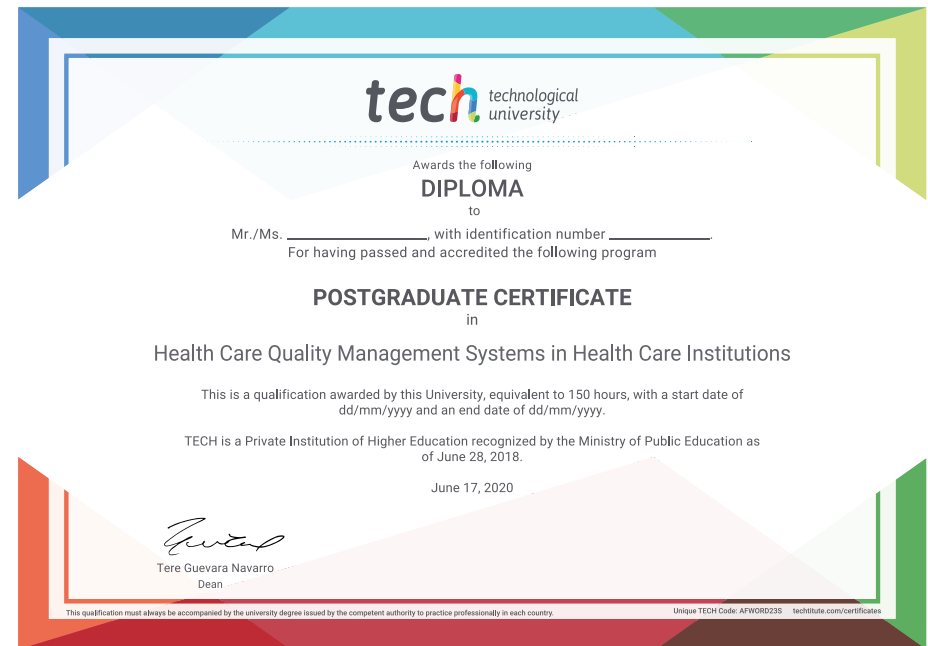 tech technological
university
Awards the following
DIPLOMA
to
Mr./Ms. ____________________, with identification number ______________.
For having passed and accredited the following program
POSTGRADUATE CERTIFICATE
in
Health Care Quality Management Systems in Health Care Institutions
This is a qualification awarded by this University, equivalent to 150 hours, with a start date of
dd/mm/yyyy and an end date of dd/mm/yyyy.
TECH is a Private Institution of Higher Education recognized by the Ministry of Public Education as
of June 28, 2018.
June 17, 2020
Tere Guevara Navarro
Dean
This qualification must always be accompanied by the university degree issued by the competent authority to practice professionally in each country.
Unique TECH Code: AFWORD23S techtitute.com/certificates